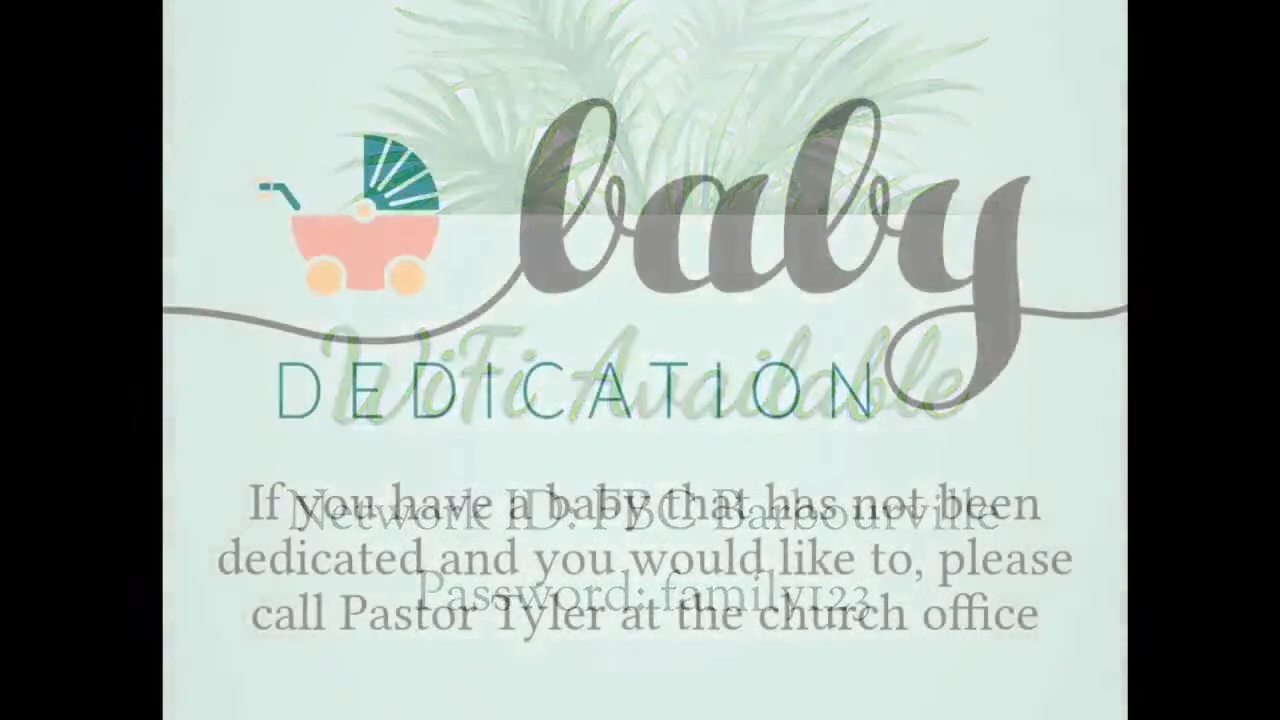 baby
DEDICATION
WiFi Available
If you have a baby that has not been
Network ID: FBC Barbourville
dedicated and you would like to, please
Password: family123
call Pastor Tyler at the church office